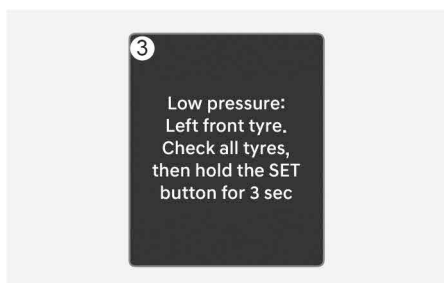 3
Low pressure:
Left front tyre.
Check all tyres,
then hold the SET
button for 3 sec